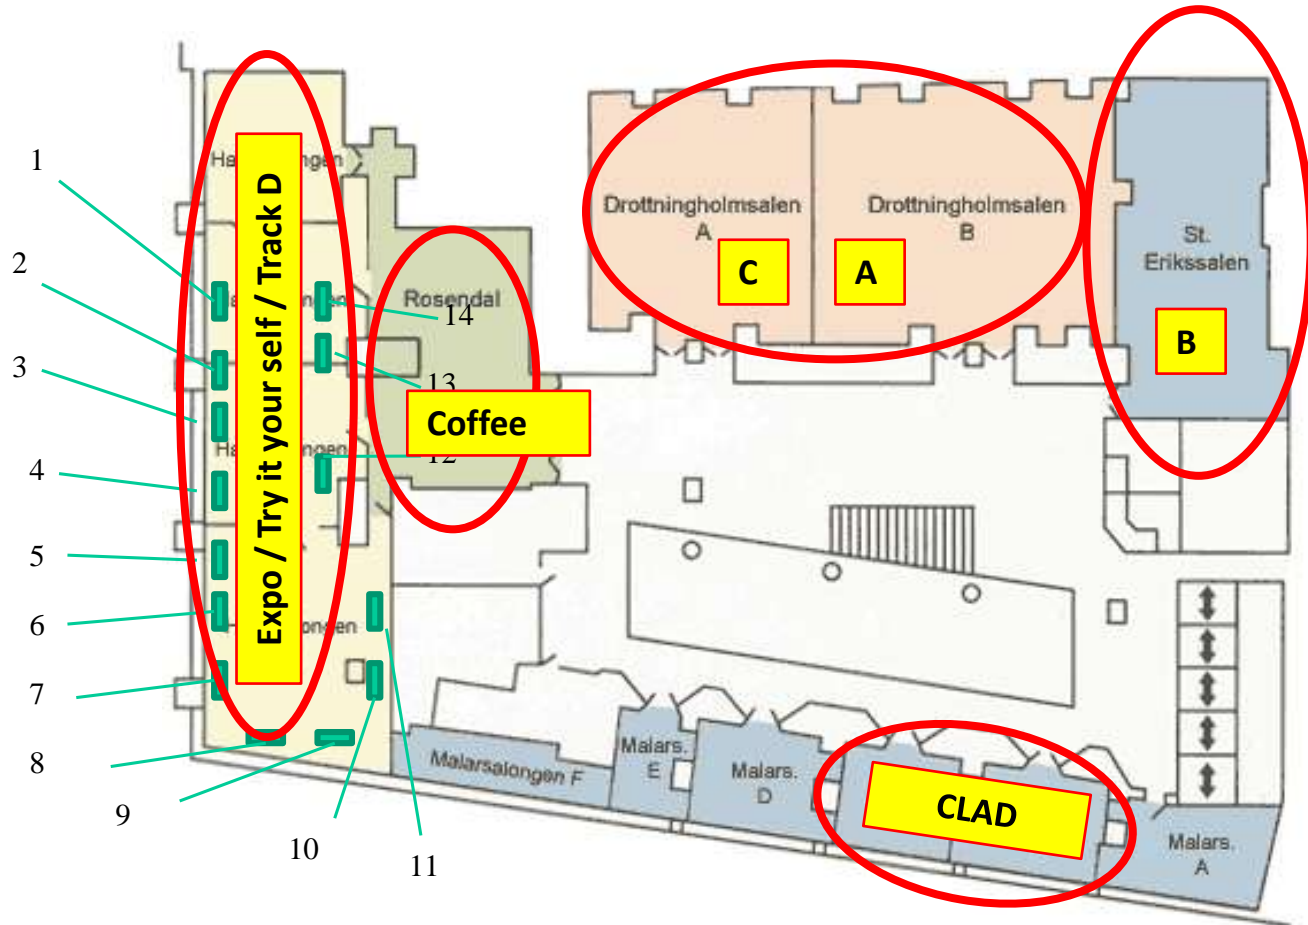 1
2
3
4
5
6
7
8
9
10
11
12
13
14
Expo / Try it your self / Track D
Rosendal
Coffee
Drottningholmsalen
A
C
Drottningholmsalen
B
A
St.
Erikssalen
B
Malarsalongen F
Malars.
E
Malars.
D
CLAD
Malars.
A